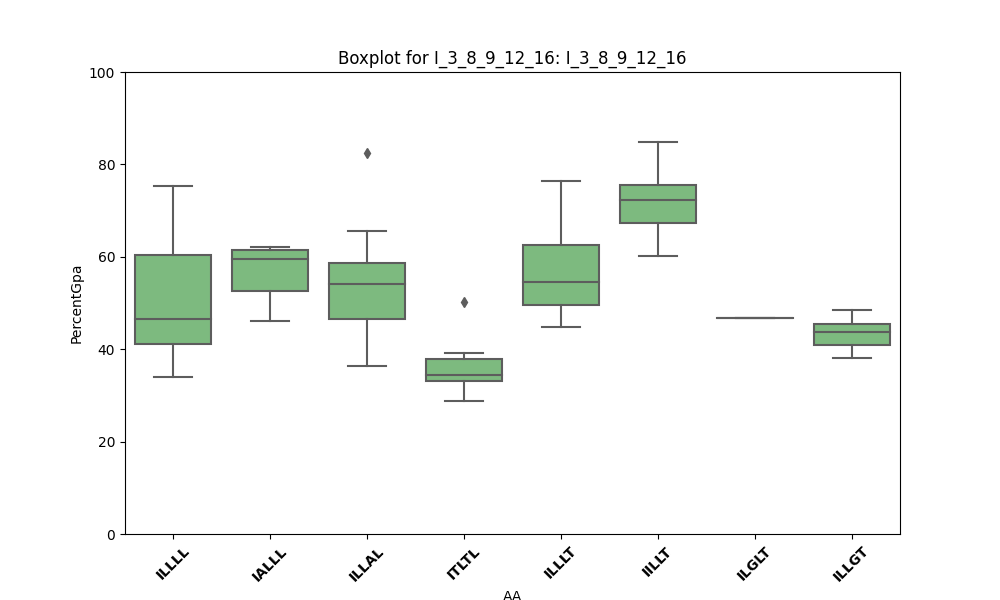 Boxplot for I_3_8_9_12_16: I_3_8_9_12_16
100
80
60
40
20
0
PercentGpa
ILLLL
IALLL
ILLAL
ITLTL
ILLLT
IILLT
ILGLT
ILLGT
AA